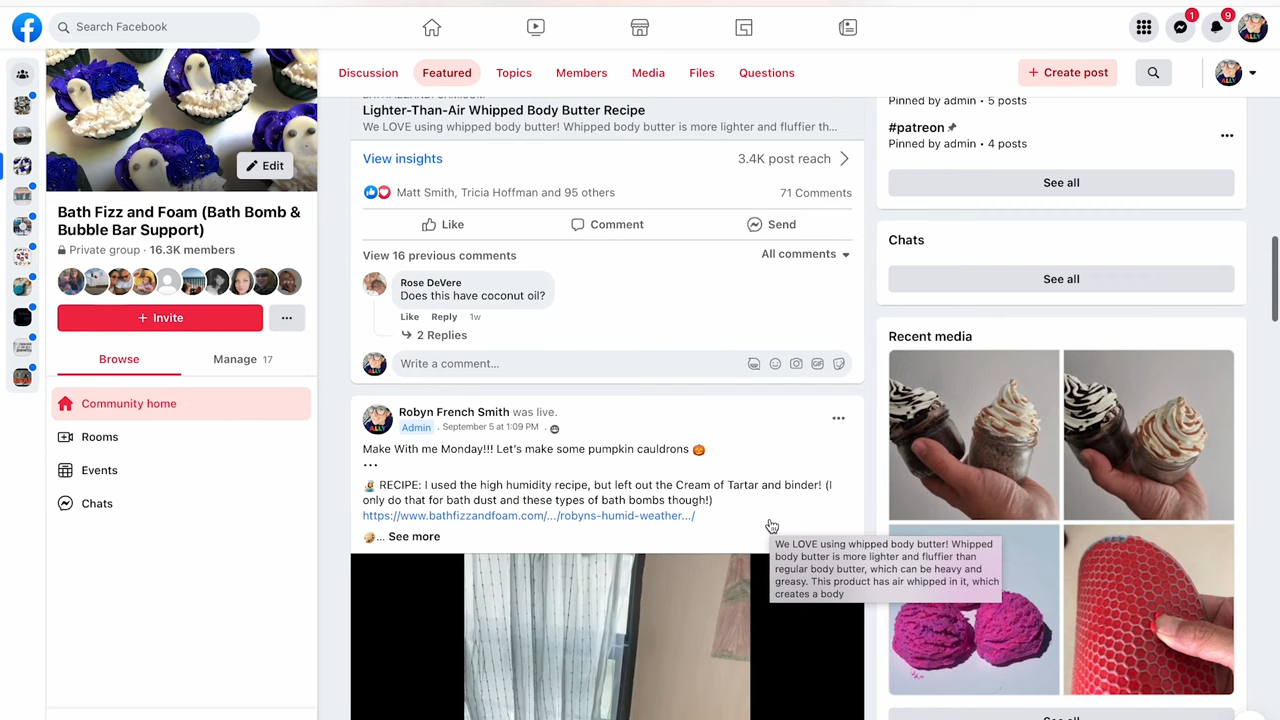 Search Facebook
1
9
Edit
Bath Fizz and Foam (Bath Bomb &
Bubble Bar Support)
Private group · 16.3K members
+ Invite
Browse
Manage 17
Community home
Rooms
Events
Chats
Discussion
Featured
Topics
Members
Media
Files
Questions
+ Create post
Lighter-Than-Air Whipped Body Butter Recipe
We LOVE using whipped body butter! Whipped body butter is more lighter and fluffier th...
View insights
3.4K post reach
Matt Smith, Tricia Hoffman and 95 others
71 Comments
Like
Comment
Send
View 16 previous comments
All comments
Rose DeVere
Does this have coconut oil?
Like Reply 1w
2 Replies
Write a comment...
GIF
Robyn French Smith was live.
Admin · September 5 at 1:09 PM ·
Make With me Monday!!! Let's make some pumpkin cauldrons
...
RECIPE: I used the high humidity recipe, but left out the Cream of Tartar and binder! (I
only do that for bath dust and these types of bath bombs though!)
https://www.bathfizzandfoam.com/.../robyns-humid-weather.../
... See more
We LOVE using whipped body butter! Whipped
body butter is more lighter and fluffier than
regular body butter, which can be heavy and
greasy. This product has air whipped in it, which
creates a body
Pinned by admin · 5 posts
#patreon
Pinned by admin · 4 posts
See all
Chats
See all
Recent media